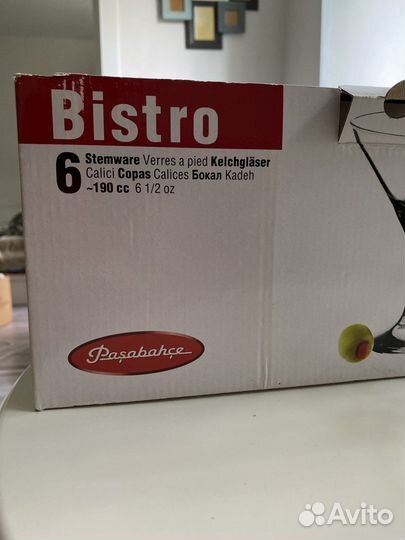 Bistro
6 Stemware Verres a pied Kelchgläser
Calici Copas Calices Бокал Kadeh
~190 cc 6 1/2 oz
Paşabahçe
Avito